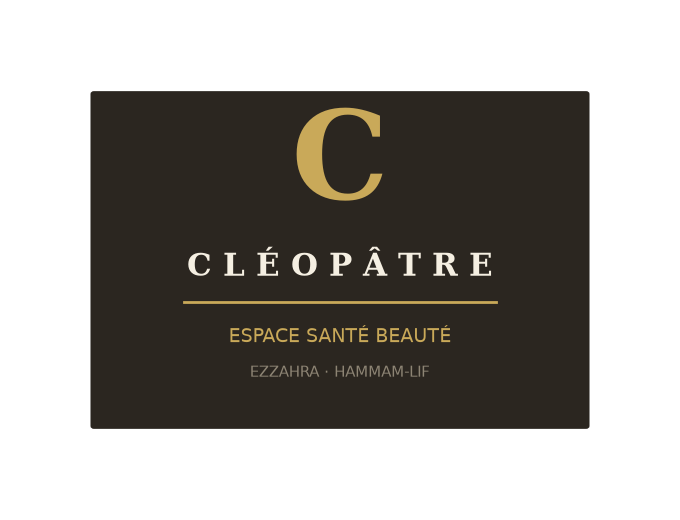 C
CLÉOPÂTRE
ESPACE SANTÉ BEAUTÉ
EZZAHRA · HAMMAM-LIF